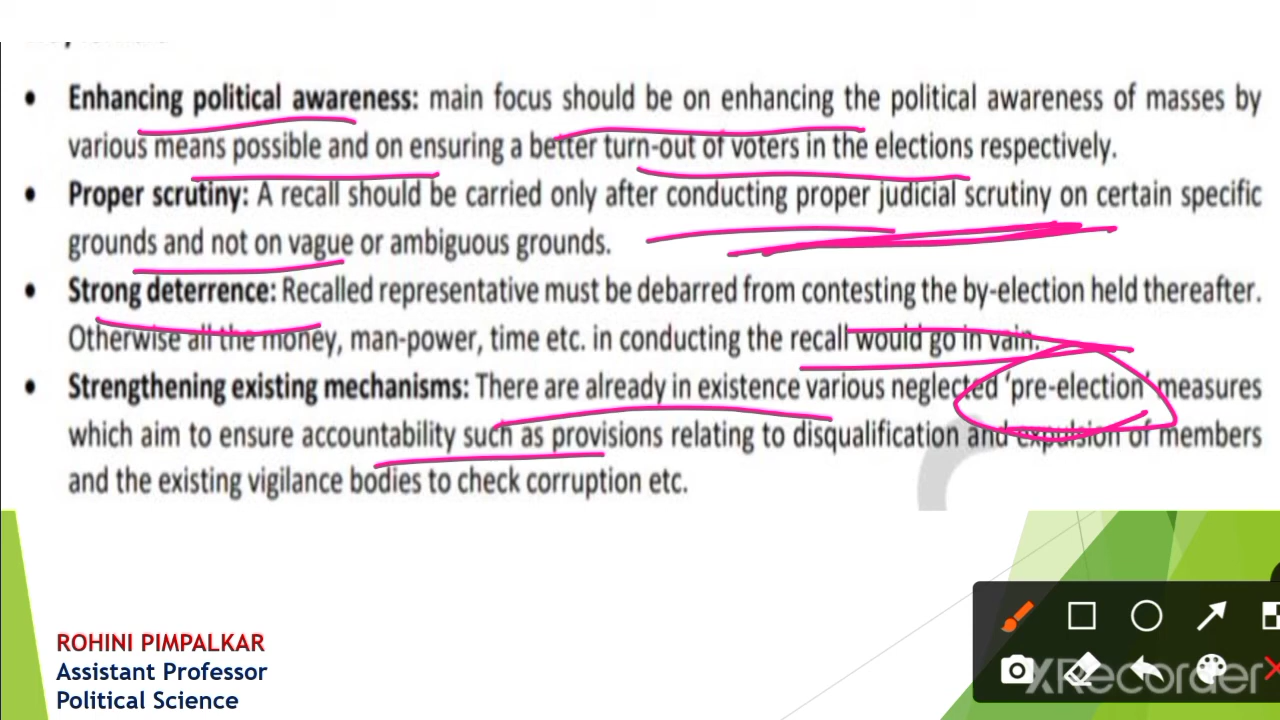 • Enhancing political awareness: main focus should be on enhancing the political awareness of masses by
various means possible and on ensuring a better turn-out of voters in the elections respectively.
• Proper scrutiny: A recall should be carried only after conducting proper judicial scrutiny on certain specific
grounds and not on vague or ambiguous grounds.
• Strong deterrence: Recalled representative must be debarred from contesting the by-election held thereafter.
Otherwise all the money, man-power, time etc. in conducting the recall would go in vain.
• Strengthening existing mechanisms: There are already in existence various neglected ‘pre-election’ measures
which aim to ensure accountability such as provisions relating to disqualification and expulsion of members
and the existing vigilance bodies to check corruption etc.
ROHINI PIMPALKAR
Assistant Professor
Political Science
XRecorder